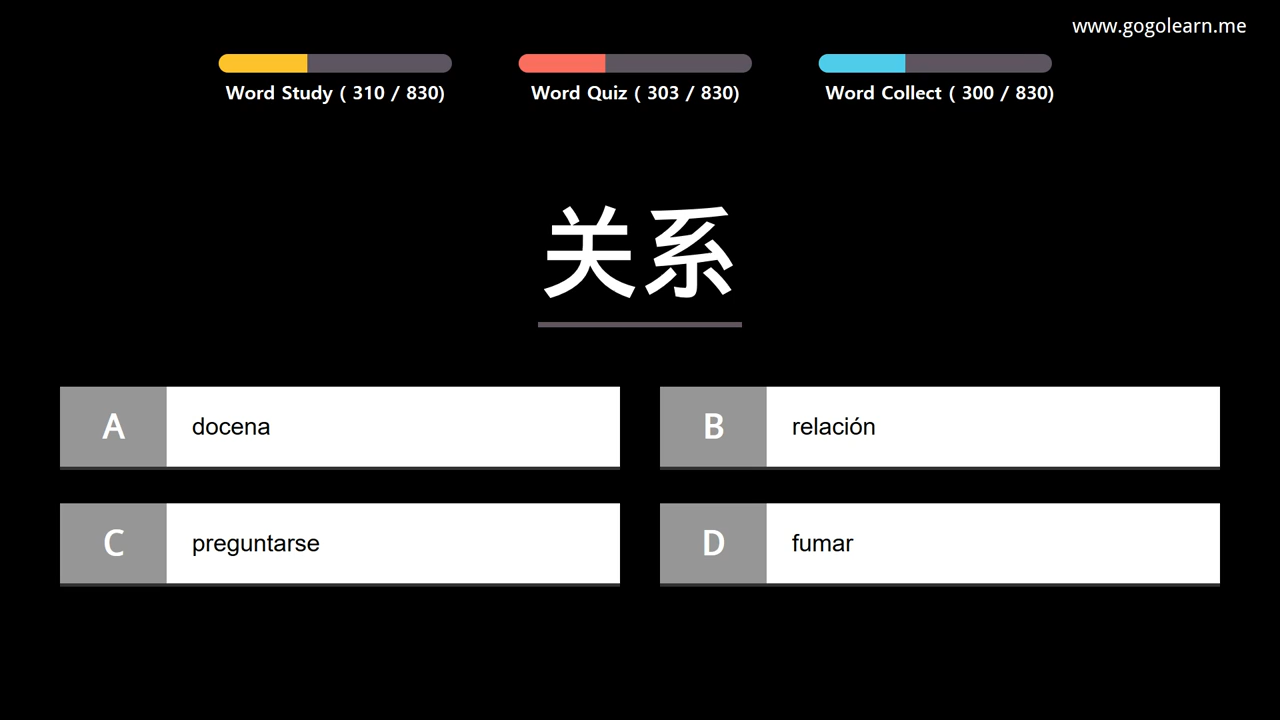 www.gogolearn.me
Word Study ( 310 / 830)
Word Quiz ( 303 / 830)
Word Collect ( 300 / 830)
关系
A docena
B relación
C preguntarse
D fumar